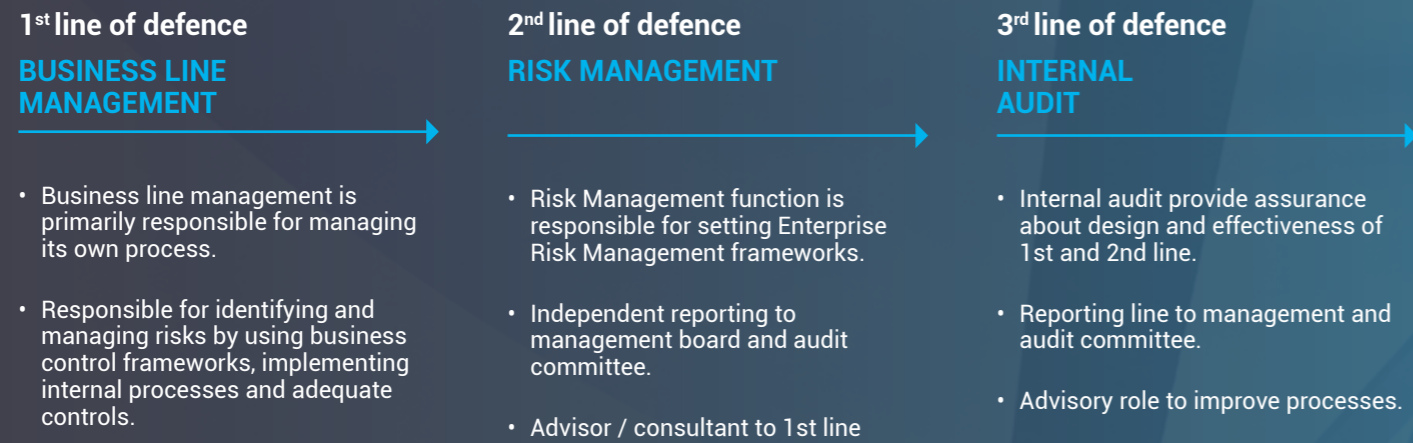 1st line of defence
BUSINESS LINE
MANAGEMENT
• Business line management is
primarily responsible for managing
its own process.
• Responsible for identifying and
managing risks by using business
control frameworks, implementing
internal processes and adequate
controls.
2nd line of defence
RISK MANAGEMENT
• Risk Management function is
responsible for setting Enterprise
Risk Management frameworks.
• Independent reporting to
management board and audit
committee.
• Advisor / consultant to 1st line
3rd line of defence
INTERNAL
AUDIT
• Internal audit provide assurance
about design and effectiveness of
1st and 2nd line.
• Reporting line to management and
audit committee.
• Advisory role to improve processes.